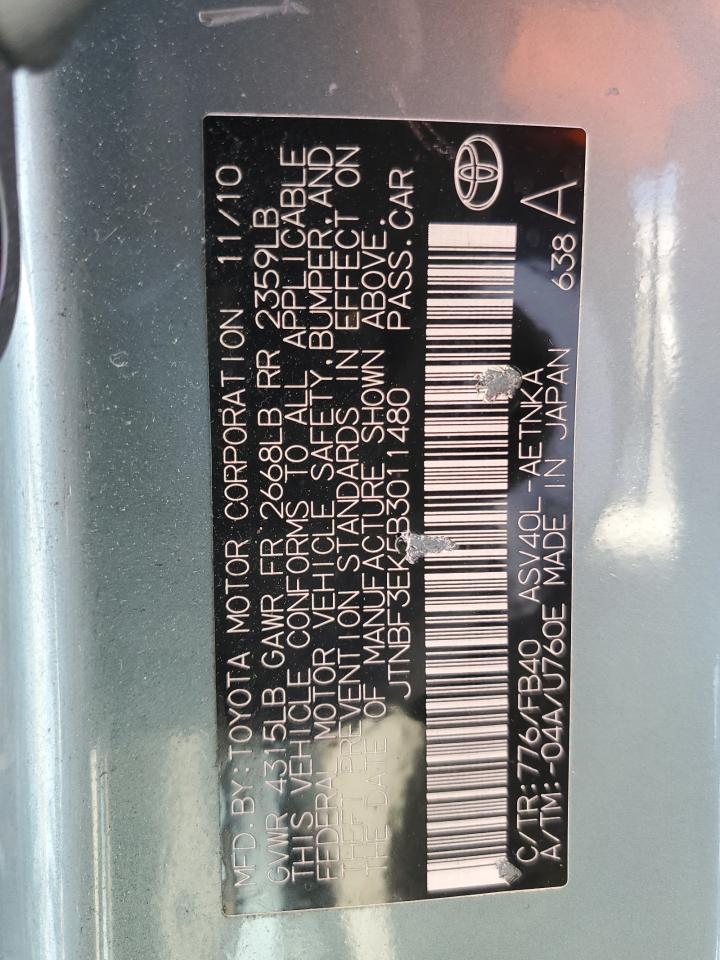 MFD. BY: TOYOTA MOTOR CORPORATION 11/10
GVWR 4315LB GAWR FR 2668LB RR 2359LB
THIS VEHICLE CONFORMS TO ALL APPLICABLE
FEDERAL MOTOR VEHICLE SAFETY, BUMPER, AND
THEFT PREVENTION STANDARDS IN EFFECT ON
THE DATE OF MANUFACTURE SHOWN ABOVE.
JTNBF3EK5B3011480 PASS. CAR
C/TR: 776/FB40 ASV40L-AETNKA
A/TM: -04A/U760E MADE IN JAPAN 638 A